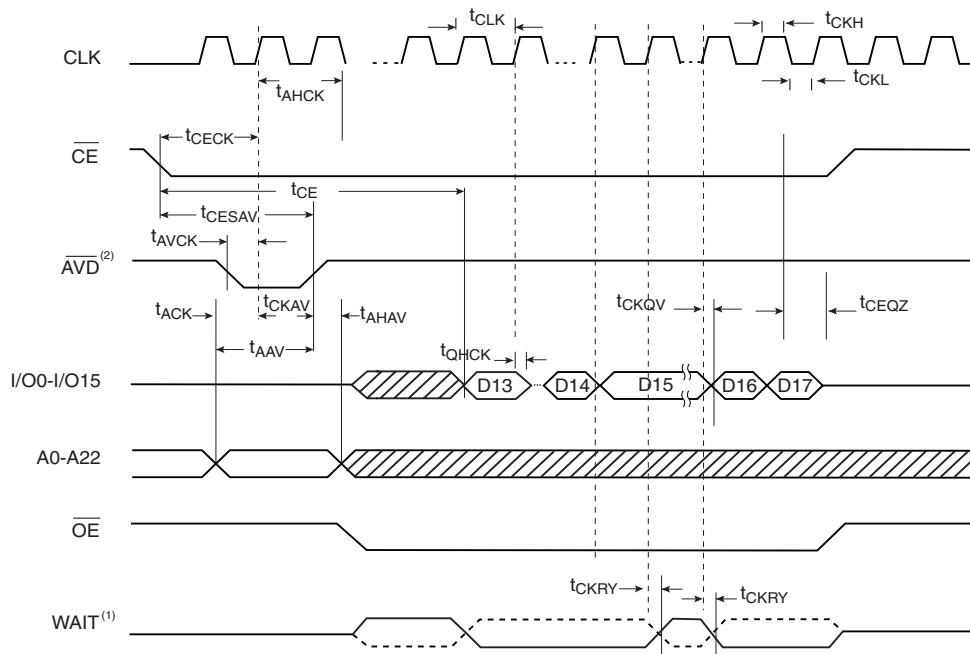 tCLK
tCKH
CLK
tCKL
tAHCK
tCECK
CE
tCE
tCESAV
tAVCK
AVD(2)
tACK
tCKAV
tAHAV
tCKQV
tCEQZ
tAAV
tQHCK
I/O0-I/O15
D13
D14
D15
D16
D17
A0-A22
OE
tCKRY
tCKRY
WAIT(1)